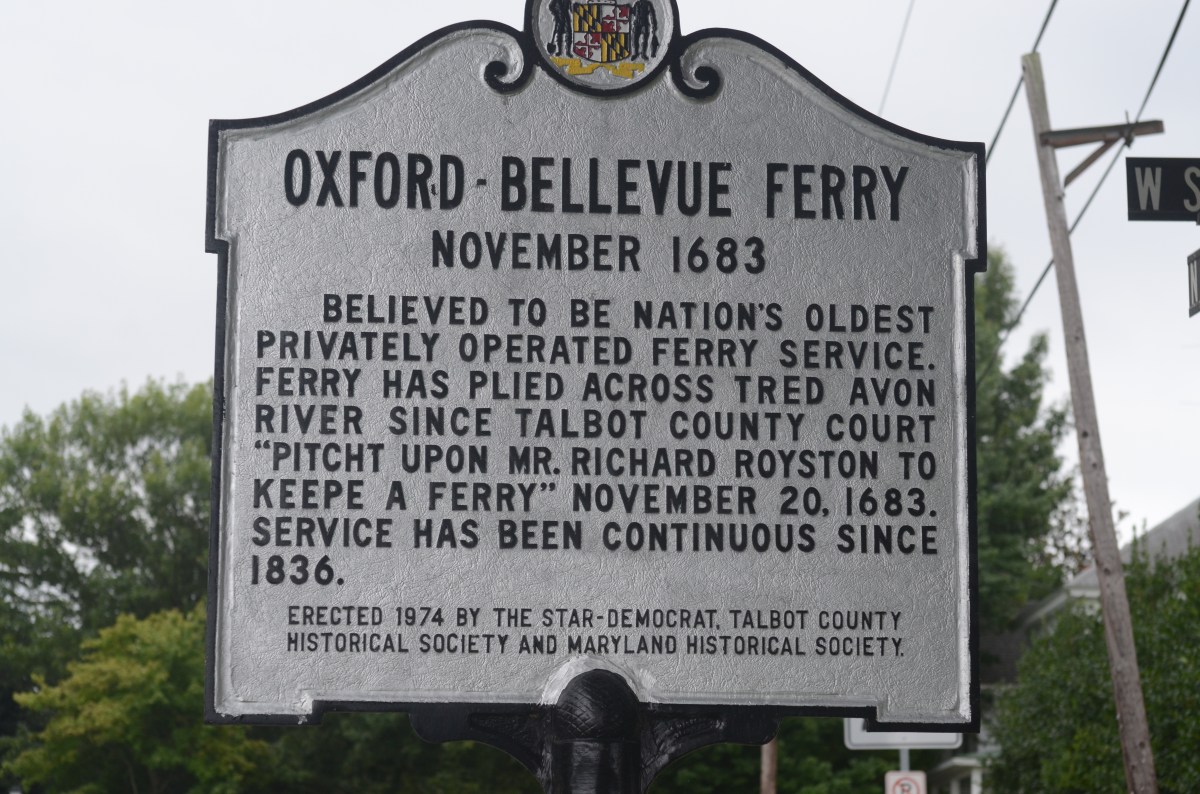 OXFORD-BELLEVUE FERRY
NOVEMBER 1683
BELIEVED TO BE NATION'S OLDEST
PRIVATELY OPERATED FERRY SERVICE.
FERRY HAS PLIED ACROSS TRED AVON
RIVER SINCE TALBOT COUNTY COURT
"PITCHT UPON MR. RICHARD ROYSTON TO
KEEPE A FERRY" NOVEMBER 20, 1683.
SERVICE HAS BEEN CONTINUOUS SINCE
1836.
ERECTED 1974 BY THE STAR-DEMOCRAT, TALBOT COUNTY
HISTORICAL SOCIETY AND MARYLAND HISTORICAL SOCIETY.
W S
N